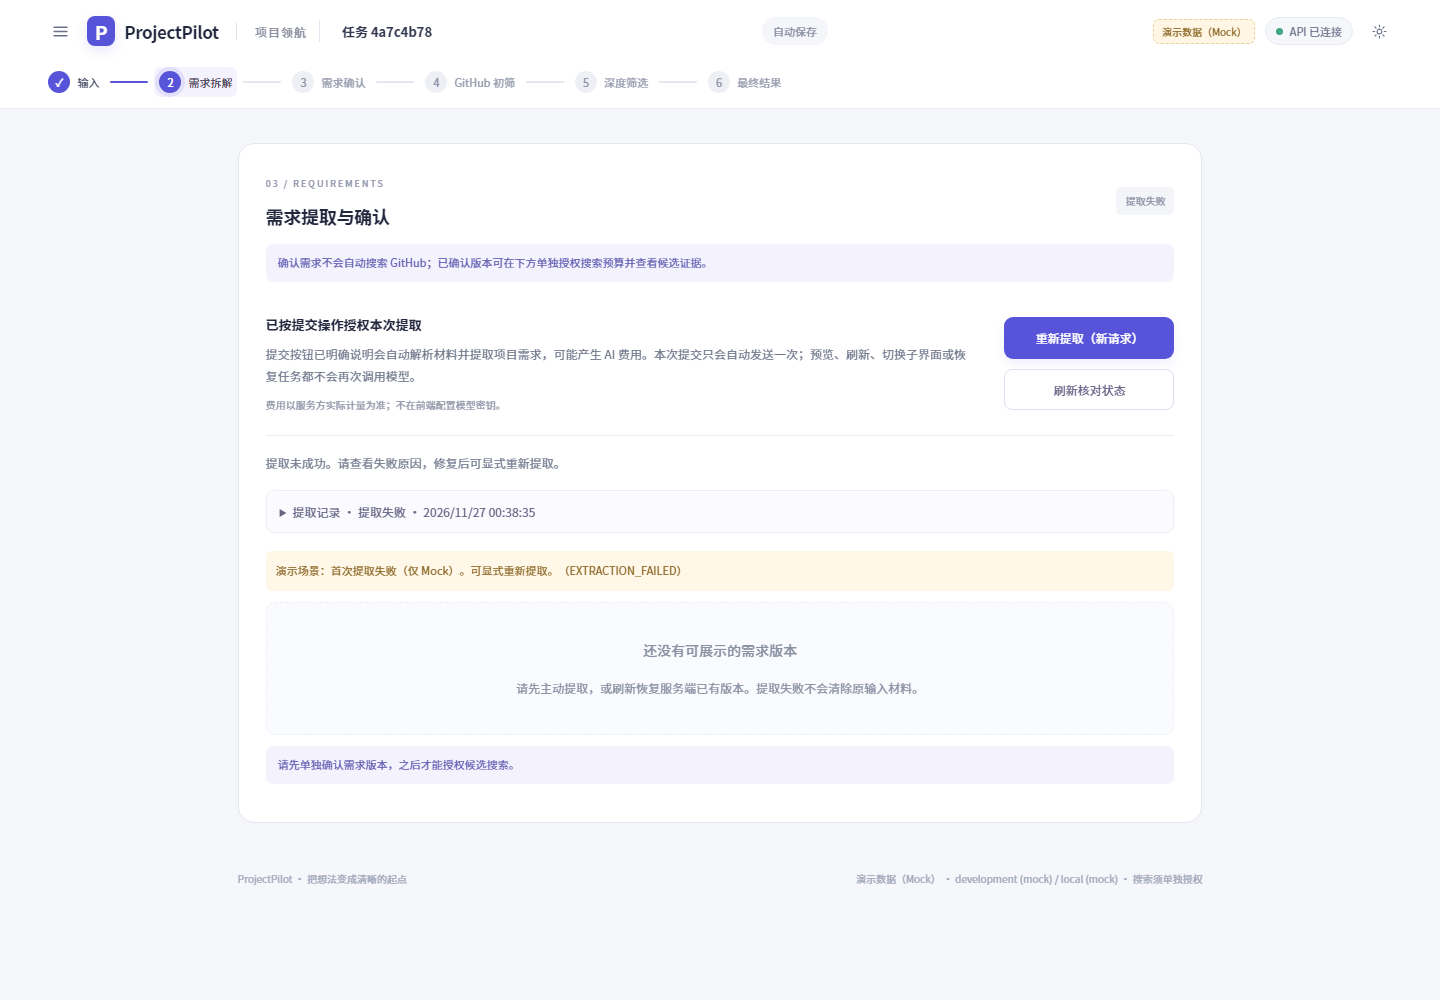 P ProjectPilot 项目领航 任务 4a7c4b78 自动保存 演示数据（Mock） API 已连接
✓ 输入 2 需求拆解 3 需求确认 4 GitHub 初筛 5 深度筛选 6 最终结果
03 / REQUIREMENTS
需求提取与确认
提取失败
确认需求不会自动搜索 GitHub；已确认版本可在下方单独授权搜索预算并查看候选证据。
已按提交操作授权本次提取
提交按钮已明确说明会自动解析材料并提取项目需求，可能产生 AI 费用。本次提交只会自动发送一次；预览、刷新、切换子界面或恢
复任务都不会再次调用模型。
费用以服务方实际计量为准；不在前端配置模型密钥。
重新提取（新请求）
刷新核对状态
提取未成功。请查看失败原因，修复后可显式重新提取。
▶ 提取记录 · 提取失败 · 2026/11/27 00:38:35
演示场景：首次提取失败（仅 Mock）。可显式重新提取。（EXTRACTION_FAILED）
还没有可展示的需求版本
请先主动提取，或刷新恢复服务端已有版本。提取失败不会清除原输入材料。
请先单独确认需求版本，之后才能授权候选搜索。
ProjectPilot · 把想法变成清晰的起点
演示数据（Mock） · development (mock) / local (mock) · 搜索须单独授权